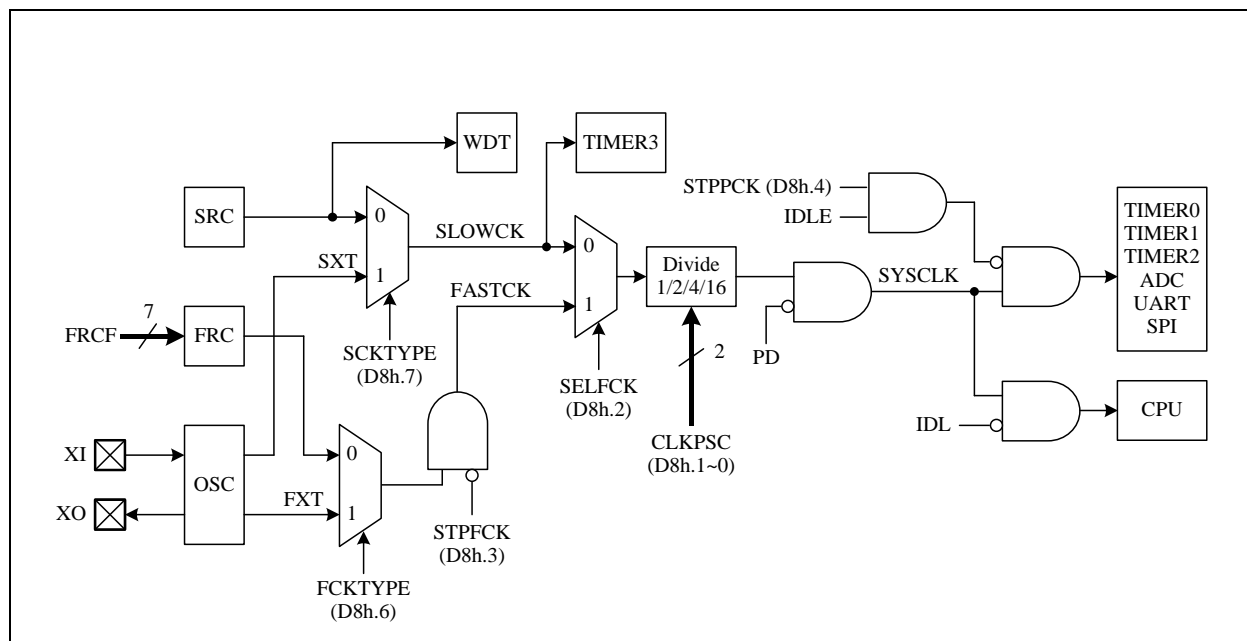 WDT
TIMER3
STPPCK (D8h.4)
IDLE
SRC
0
1
SXT
SLOWCK
0
1
FASTCK
Divide
1/2/4/16
SYSCLK
TIMER0
TIMER1
TIMER2
ADC
UART
SPI
FRCF
7
FRC
SCKTYPE
(D8h.7)
SELFCK
(D8h.2)
2
PD
CLKPSC
(D8h.1~0)
IDL
CPU
XI
XO
OSC
FXT
0
1
STPFCK
(D8h.3)
FCKTYPE
(D8h.6)